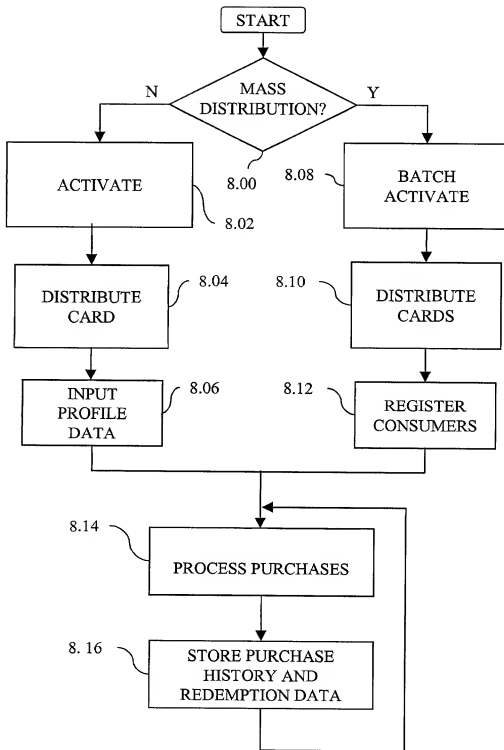 START
MASS
DISTRIBUTION?
N
Y
8.00
ACTIVATE
8.02
8.08
BATCH
ACTIVATE
DISTRIBUTE
CARD
8.04
8.10
DISTRIBUTE
CARDS
INPUT
PROFILE
DATA
8.06
8.12
REGISTER
CONSUMERS
8.14
PROCESS PURCHASES
8. 16
STORE PURCHASE
HISTORY AND
REDEMPTION DATA